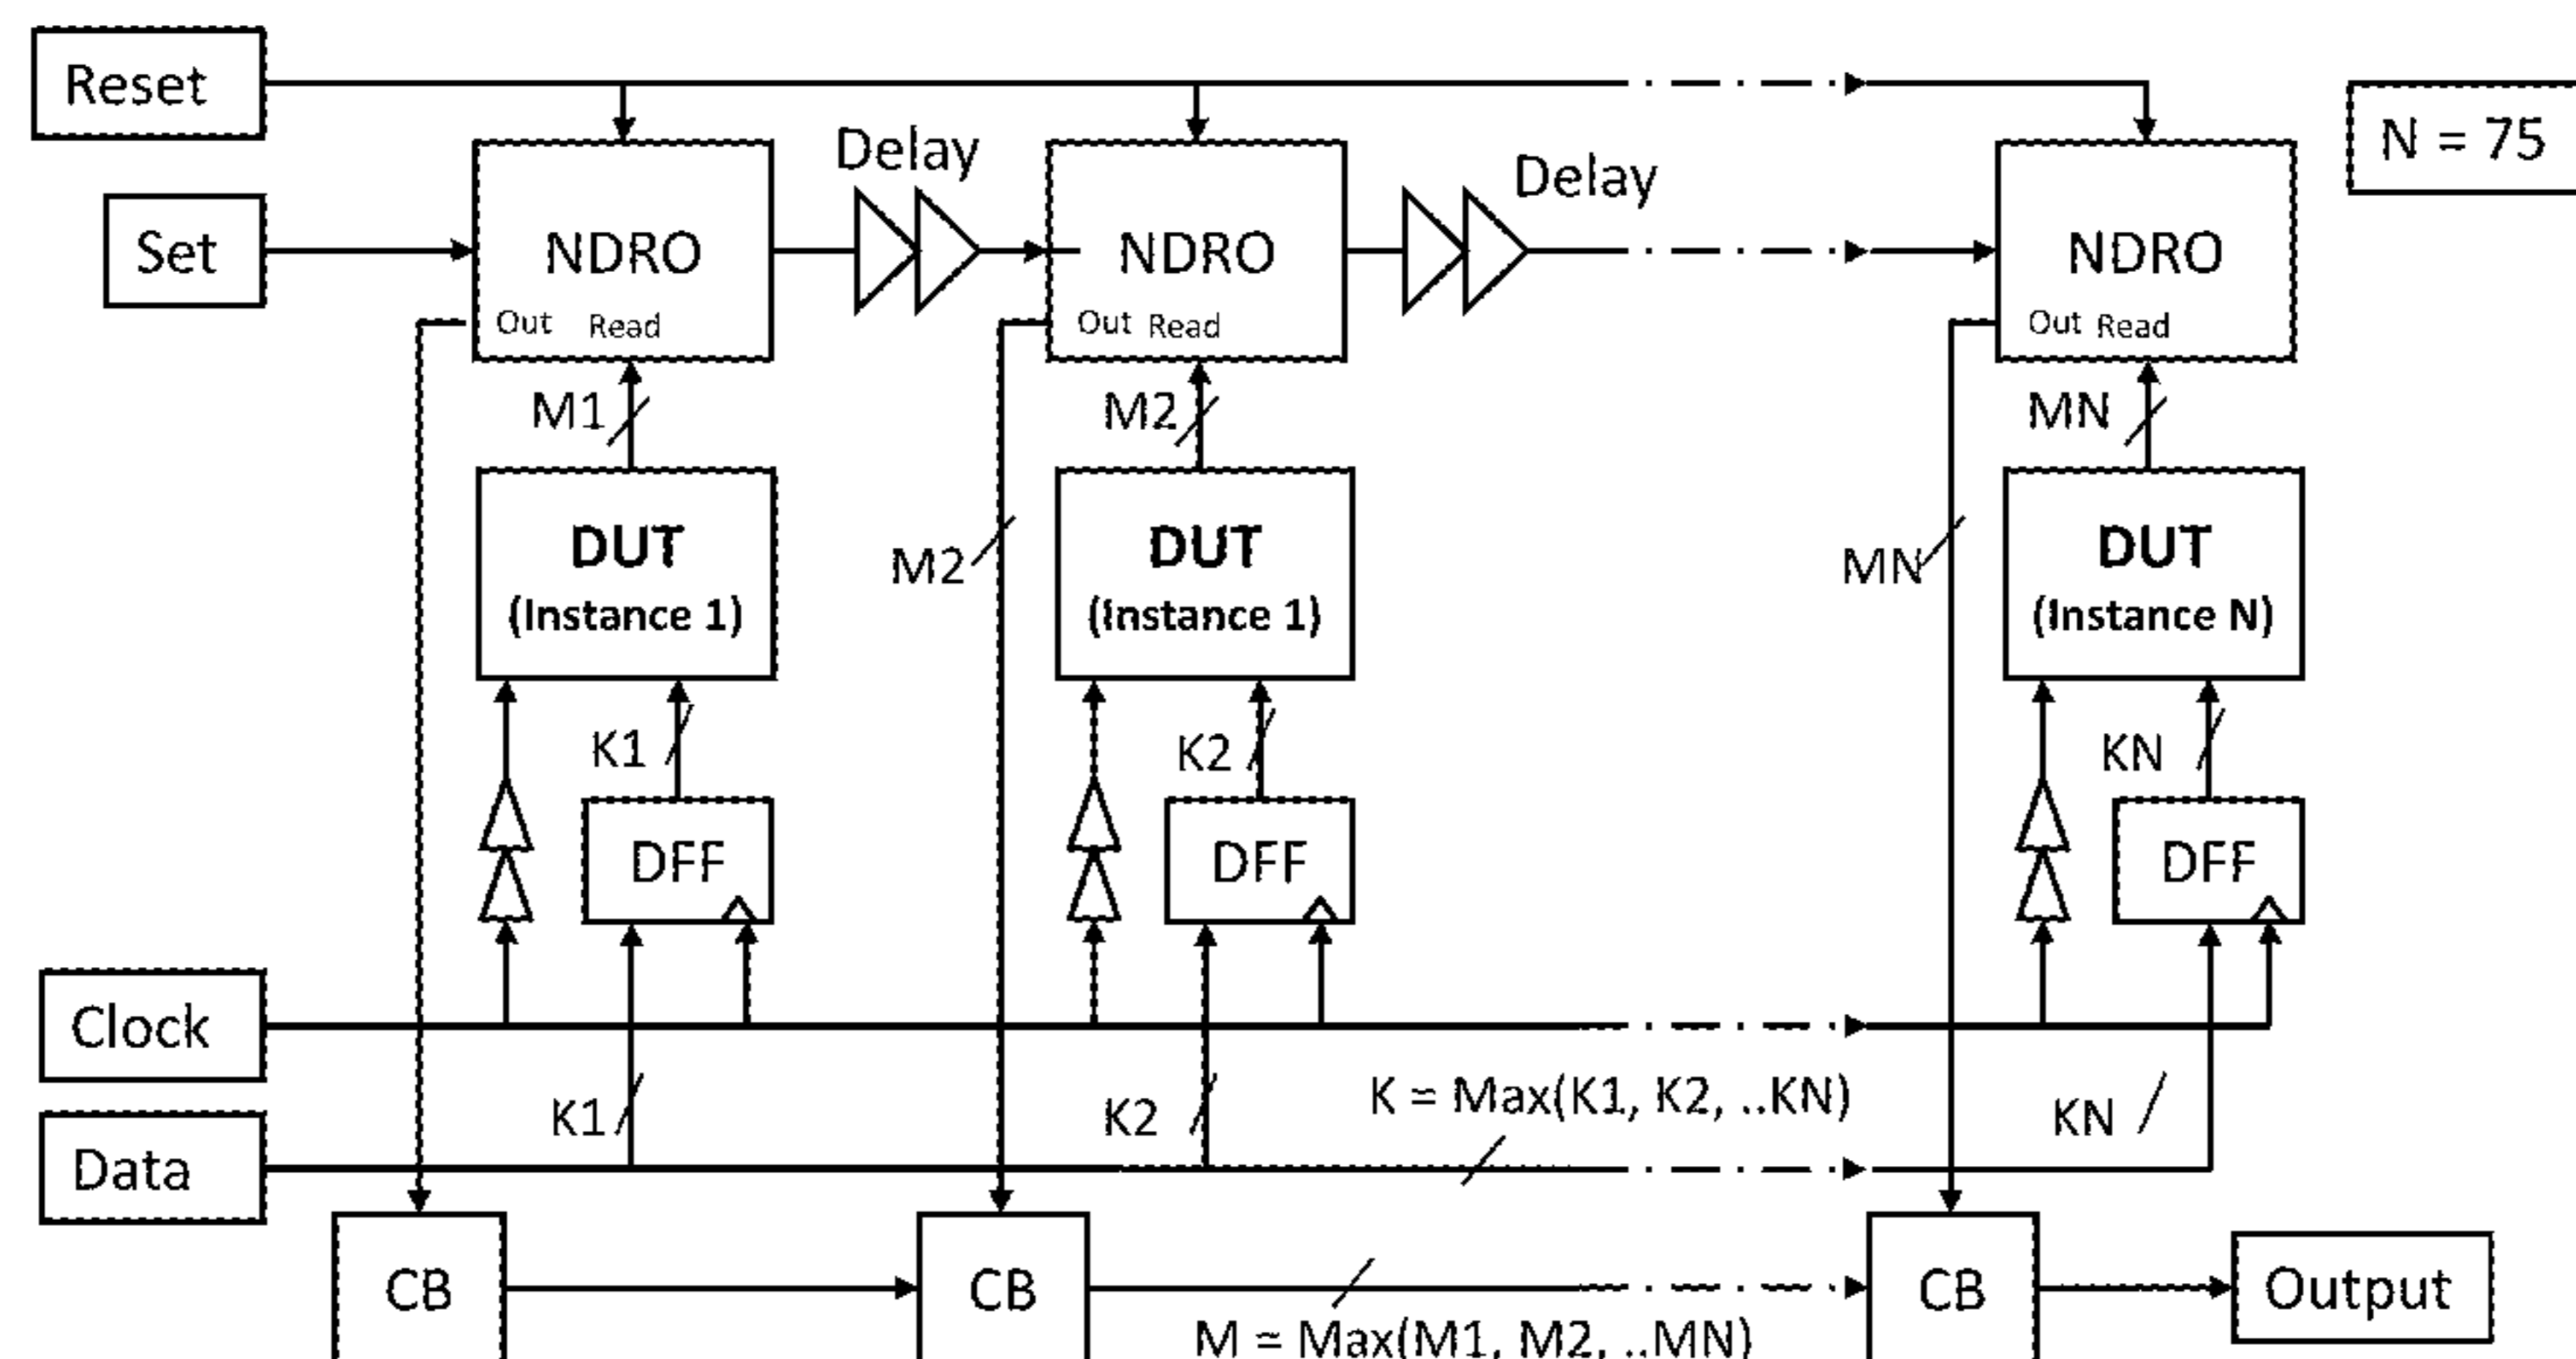 Reset
N = 75
Delay
Delay
Set
NDRO
NDRO
NDRO
Out Read
Out Read
Out Read
M1
M2
MN
DUT
(Instance 1)
DUT
(Instance 1)
DUT
(Instance N)
M2
MN
K1
K2
KN
DFF
DFF
DFF
Clock
K = Max(K1, K2, ..KN)
K1
K2
KN
Data
CB
CB
CB
Output
M = Max(M1, M2, ..MN)